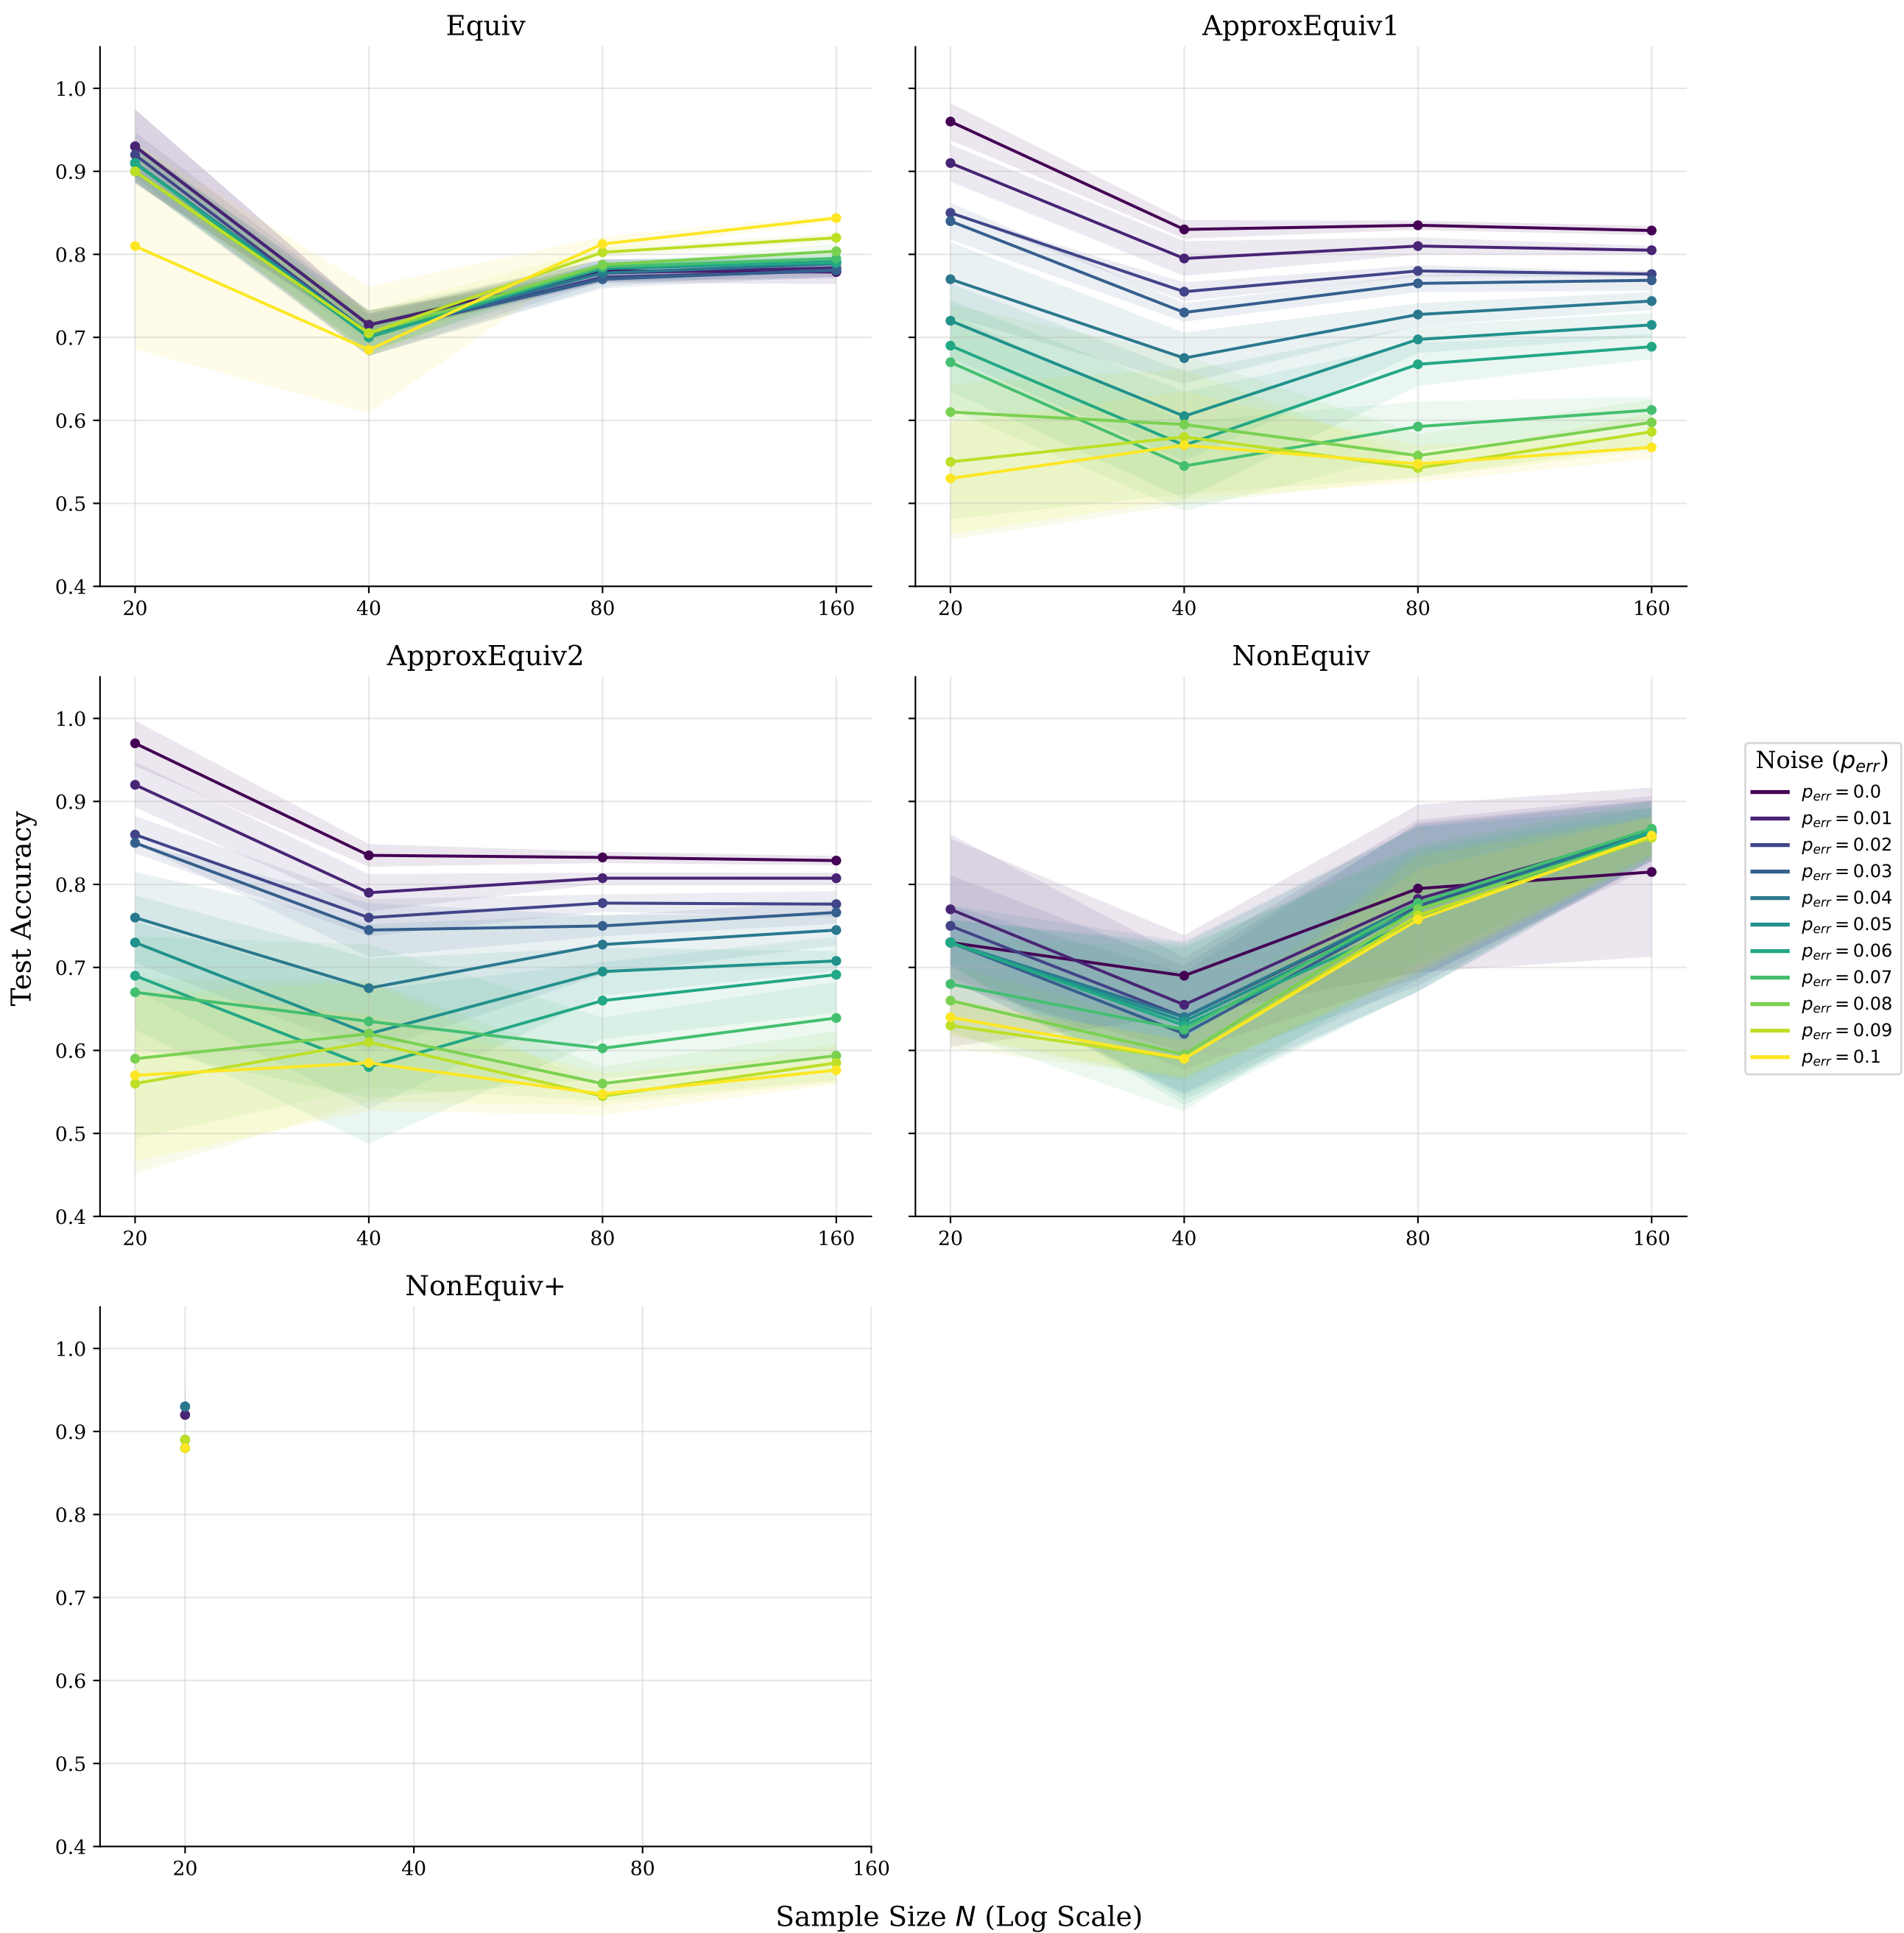 Equiv
1.0
0.9
0.8
0.7
0.6
0.5
0.4
20 40 80 160
ApproxEquiv1
20 40 80 160
ApproxEquiv2
1.0
0.9
0.8
0.7
0.6
0.5
0.4
20 40 80 160
NonEquiv
20 40 80 160
NonEquiv+
1.0
0.9
0.8
0.7
0.6
0.5
0.4
20 40 80 160
Test Accuracy
Sample Size N (Log Scale)
Noise (p_err)
p_err = 0.0
p_err = 0.01
p_err = 0.02
p_err = 0.03
p_err = 0.04
p_err = 0.05
p_err = 0.06
p_err = 0.07
p_err = 0.08
p_err = 0.09
p_err = 0.1